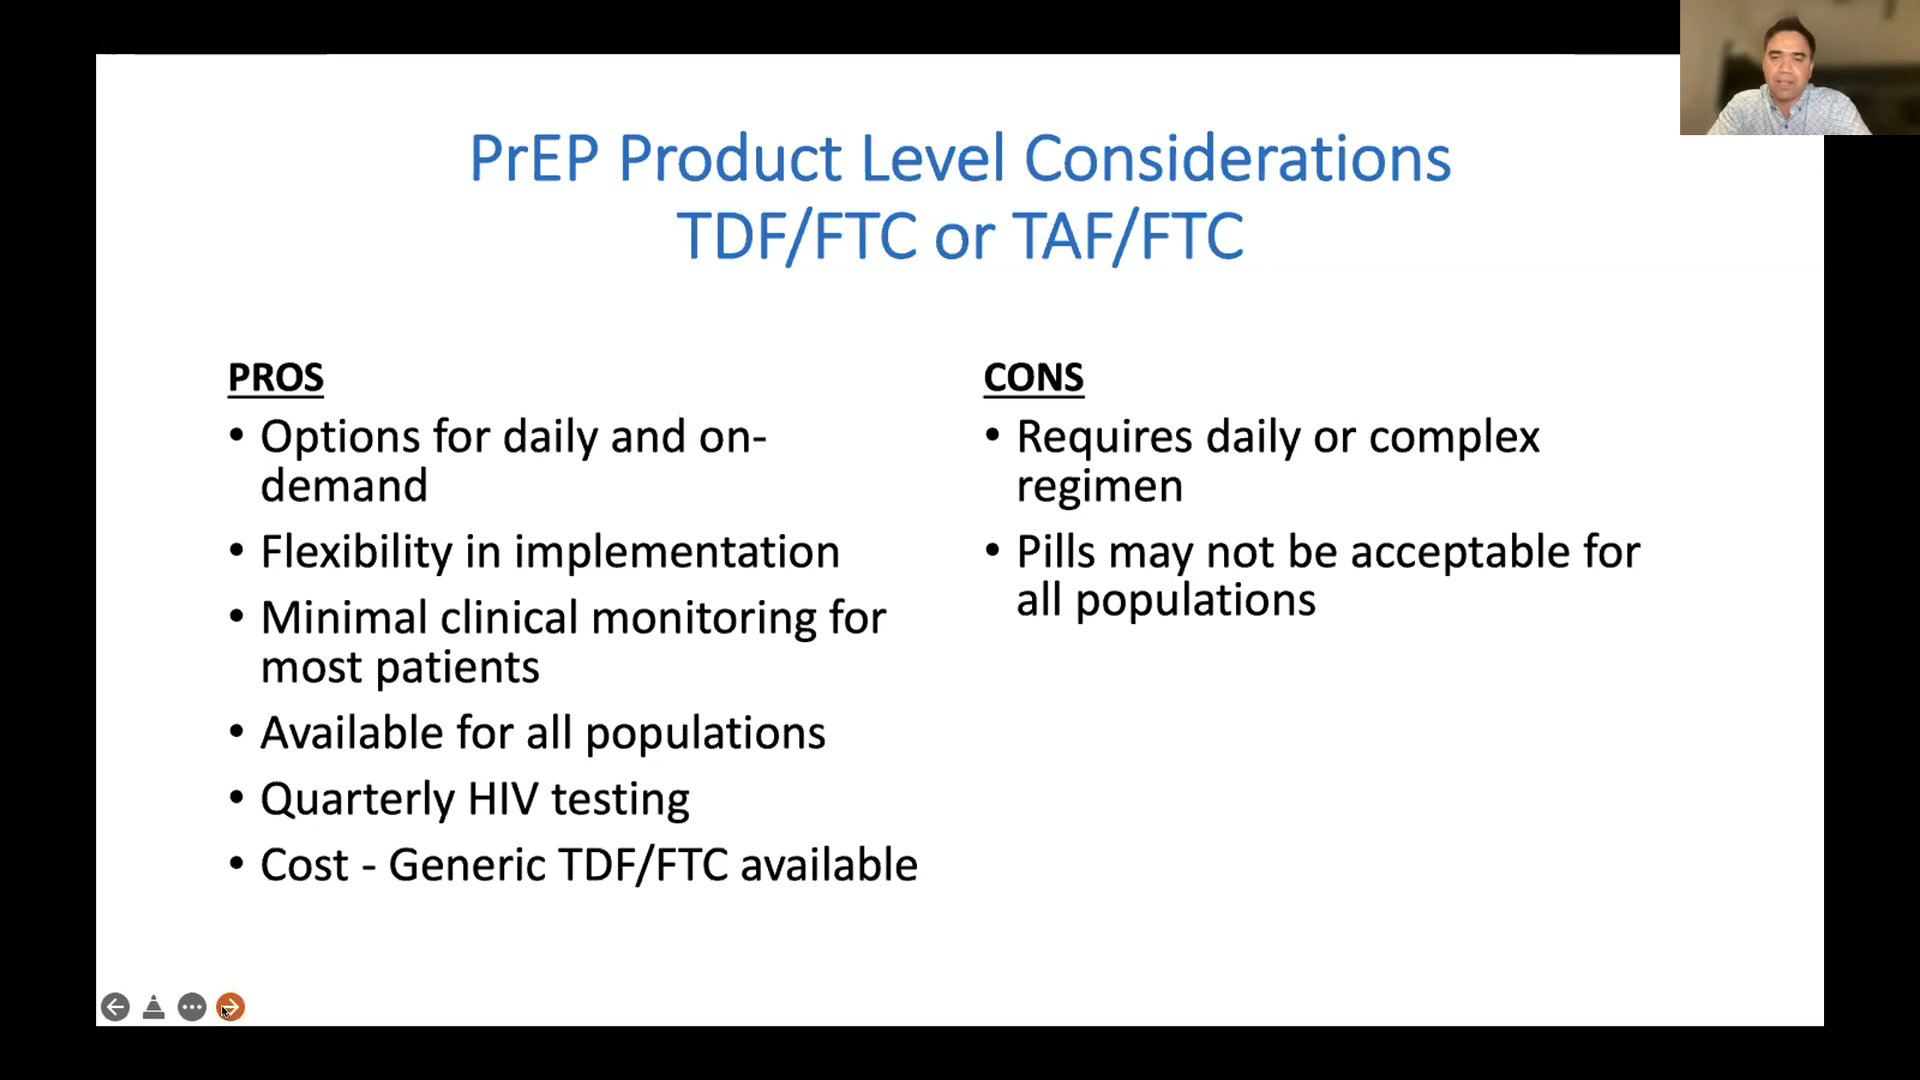 PrEP Product Level Considerations
TDF/FTC or TAF/FTC
PROS
• Options for daily and on-
demand
• Flexibility in implementation
• Minimal clinical monitoring for
most patients
• Available for all populations
• Quarterly HIV testing
• Cost - Generic TDF/FTC available
CONS
• Requires daily or complex
regimen
• Pills may not be acceptable for
all populations